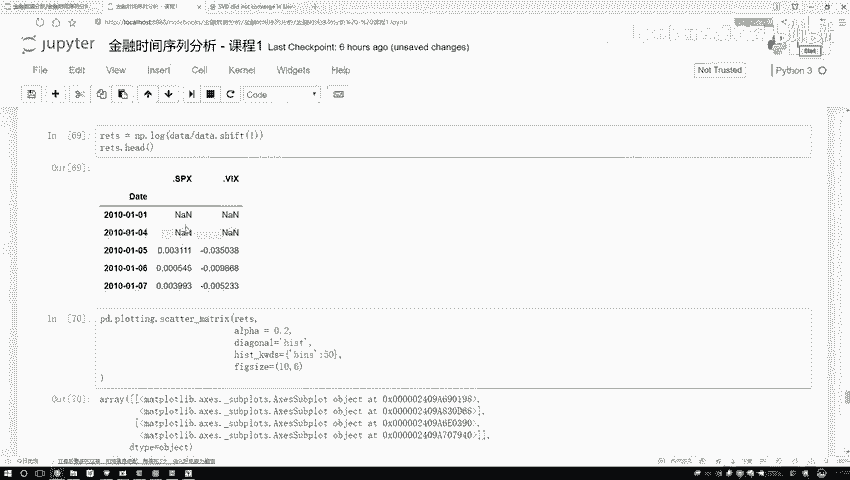 SVD did not converge in Lin
jupyter 金融时间序列分析 - 课程1 Last Checkpoint: 6 hours ago (unsaved changes)
File Edit View Insert Cell Kernel Widgets Help
Not Trusted
Python 3
Code
In [69]: rets = np.log(data/data.shift(1))
rets.head()
Out[69]:
.SPX .VIX
Date
2010-01-01 NaN NaN
2010-01-04 NaN NaN
2010-01-05 0.003111 -0.035038
2010-01-06 0.000545 -0.009868
2010-01-07 0.003993 -0.005233
In [70]: pd.plotting.scatter_matrix(rets,
alpha = 0.2,
diagonal='hist',
hist_kwds={'bins':50},
figsize=(10,6)
)
Out[70]: array([[<matplotlib.axes._subplots.AxesSubplot object at 0x000002409A690198>,
<matplotlib.axes._subplots.AxesSubplot object at 0x000002409A830D68>],
[<matplotlib.axes._subplots.AxesSubplot object at 0x000002409A6E0390>,
<matplotlib.axes._subplots.AxesSubplot object at 0x000002409A707940>]],
dtype=object)